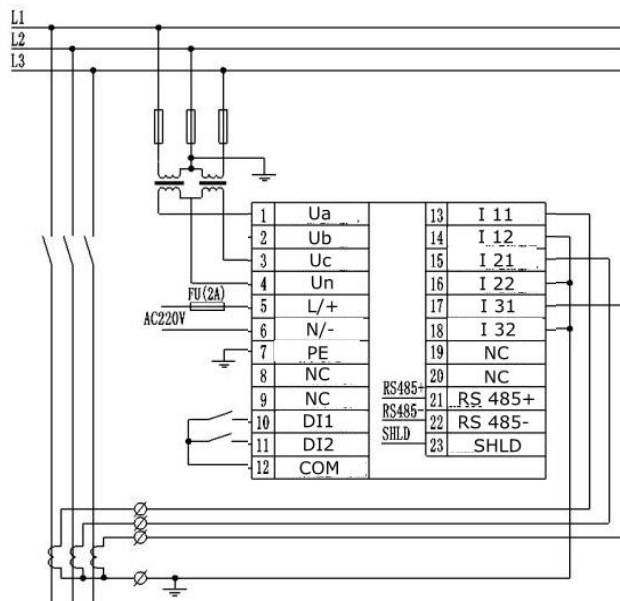 L1
L2
L3
1 Ua 13 I 11
2 Ub 14 I 12
3 Uc 15 I 21
4 Un 16 I 22
FU(2A) 5 L/+ 17 I 31
AC220V 6 N/- 18 I 32
7 PE 19 NC
8 NC 20 NC
9 NC RS485+ 21 RS 485+
10 DI1 RS485- 22 RS 485-
11 DI2 SHLD 23 SHLD
12 COM